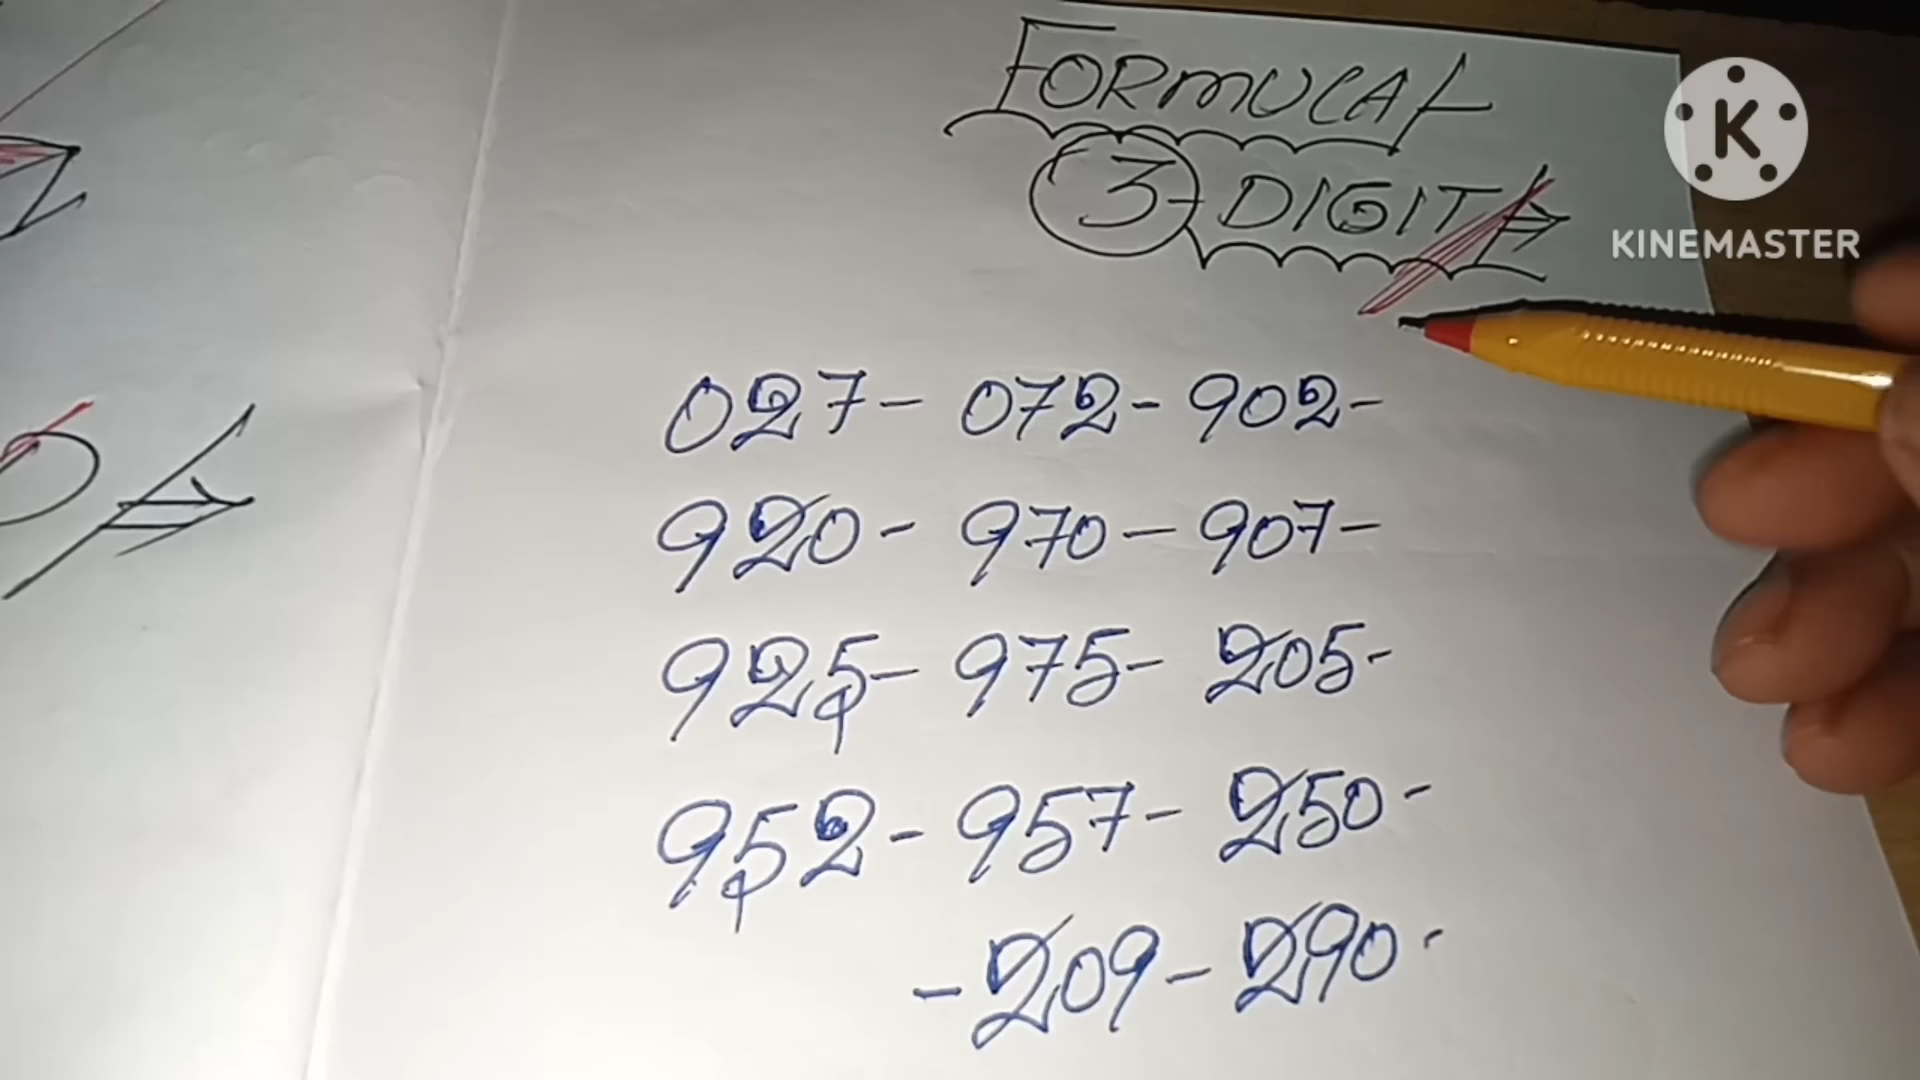 FORMULA
3-DIGIT
K
KINEMASTER
027- 072- 902-
920- 970- 907-
925- 975- 205-
952- 957- 250-
-209- 290-